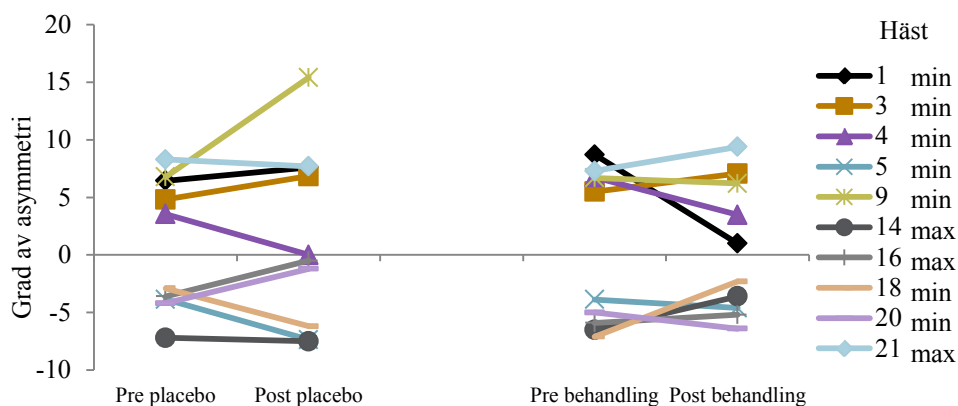 20
15
10
5
0
-5
-10
Grad av asymmetri
Pre placebo
Post placebo
Pre behandling
Post behandling
Häst
1 min
3 min
4 min
5 min
9 min
14 max
16 max
18 min
20 min
21 max